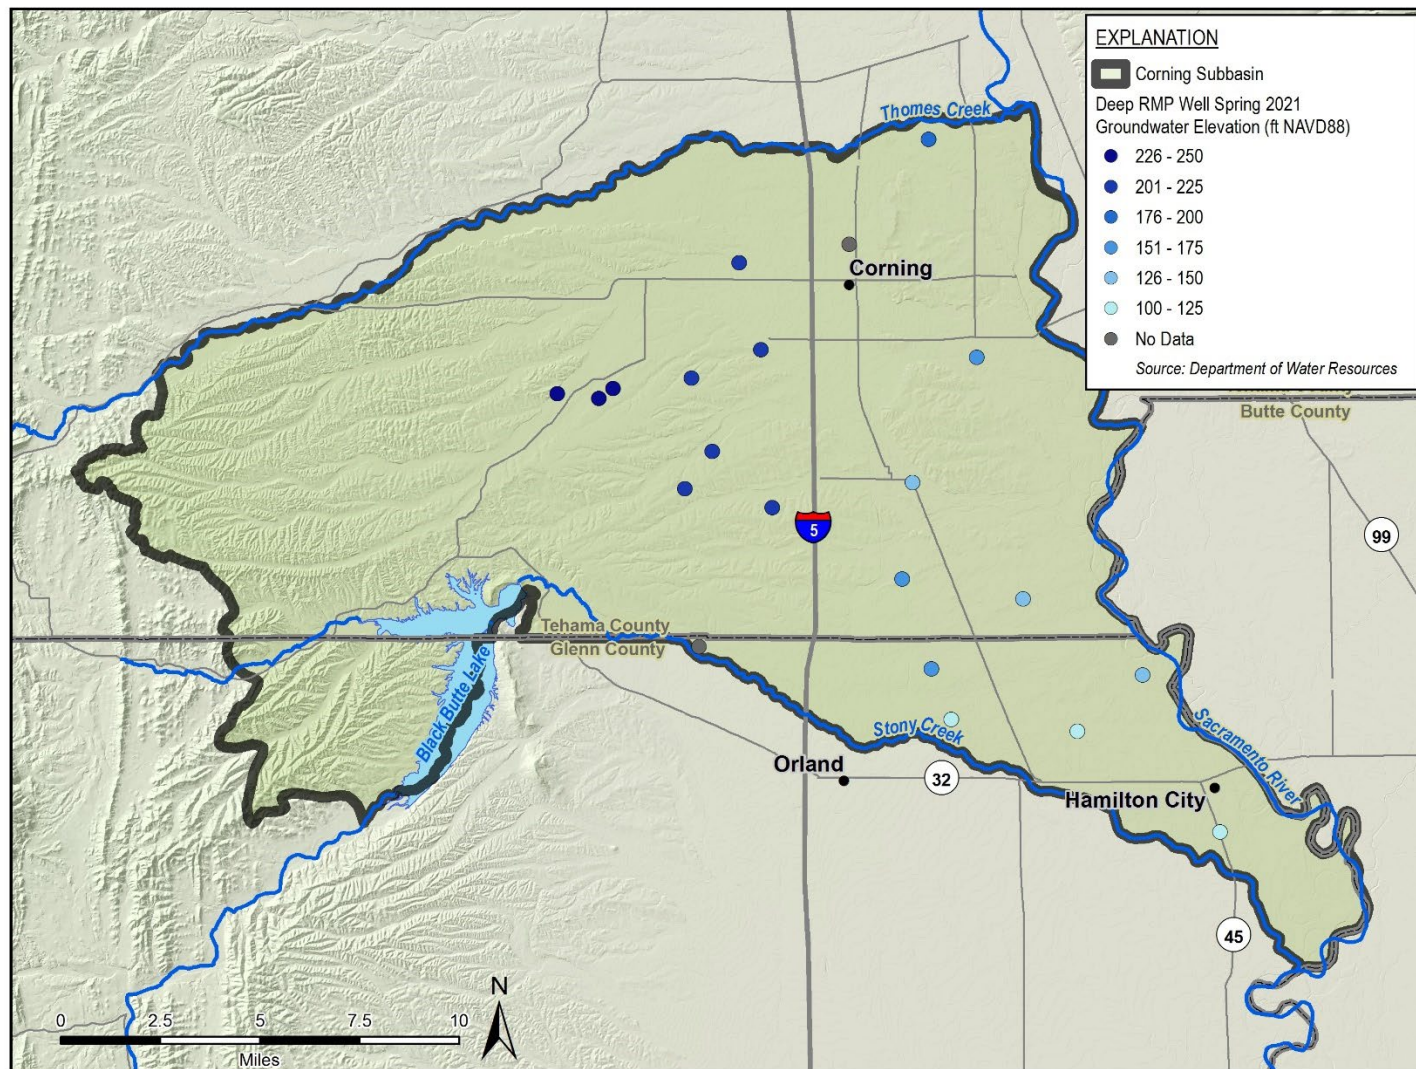 EXPLANATION
Corning Subbasin
Deep RMP Well Spring 2021
Groundwater Elevation (ft NAVD88)
226 - 250
201 - 225
176 - 200
151 - 175
126 - 150
100 - 125
No Data
Source: Department of Water Resources
Thomes Creek
Corning
Butte County
99
5
Tehama County
Glenn County
Black Butte Lake
Stony Creek
Sacramento River
Orland
32
Hamilton City
45
N
0 2.5 5 7.5 10
Miles